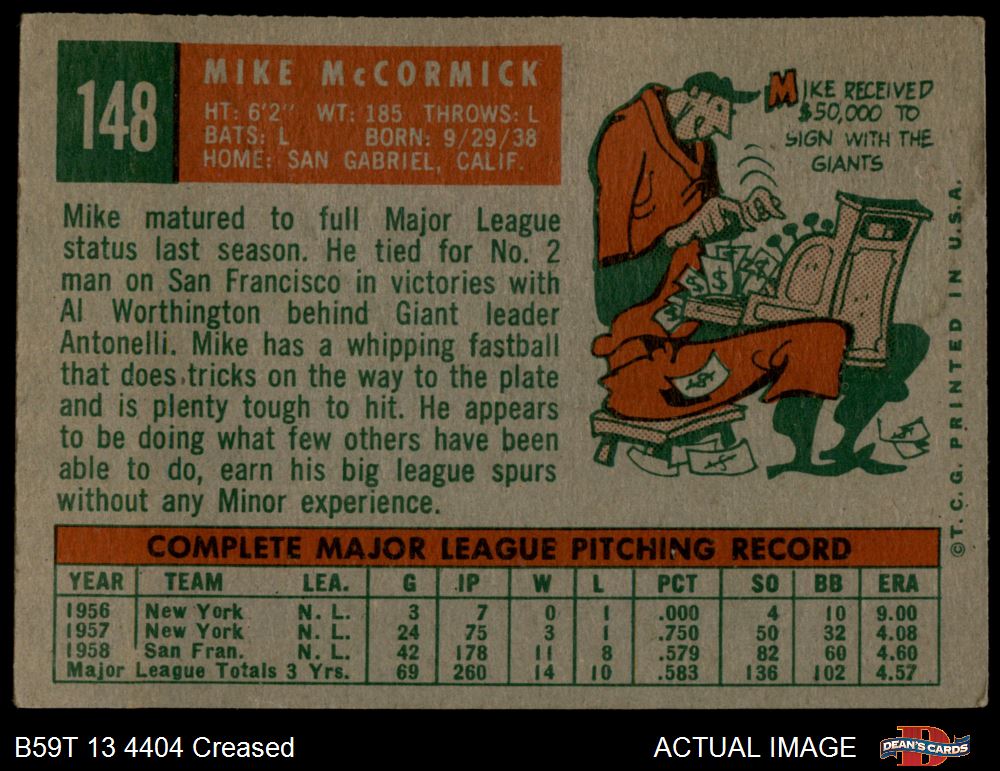 148
MIKE McCORMICK
HT: 6'2" WT: 185 THROWS: L
BATS: L BORN: 9/29/38
HOME: SAN GABRIEL, CALIF.
MIKE RECEIVED
$50,000 TO
SIGN WITH THE
GIANTS
Mike matured to full Major League
status last season. He tied for No. 2
man on San Francisco in victories with
Al Worthington behind Giant leader
Antonelli. Mike has a whipping fastball
that does tricks on the way to the plate
and is plenty tough to hit. He appears
to be doing what few others have been
able to do, earn his big league spurs
without any Minor experience.
©T.C.G. PRINTED IN U.S.A.
COMPLETE MAJOR LEAGUE PITCHING RECORD
YEAR TEAM LEA. G IP W L PCT SO BB ERA
1956 New York N. L. 3 7 0 1 .000 4 10 9.00
1957 New York N. L. 24 75 3 1 .750 50 32 4.08
1958 San Fran. N. L. 42 178 11 8 .579 82 60 4.60
Major League Totals 3 Yrs. 69 260 14 10 .583 136 102 4.57
B59T 13 4404 Creased
ACTUAL IMAGE
D
DEAN'S CARDS